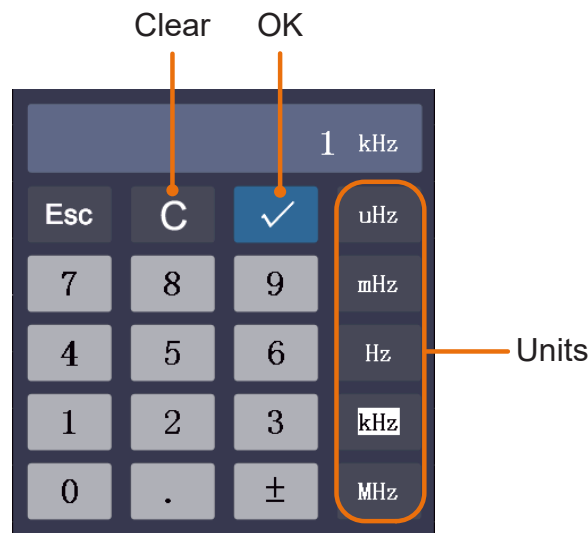 Clear OK
1 kHz
Esc C ✓ uHz
7 8 9 mHz
4 5 6 Hz
Units
1 2 3 kHz
0 . ± MHz